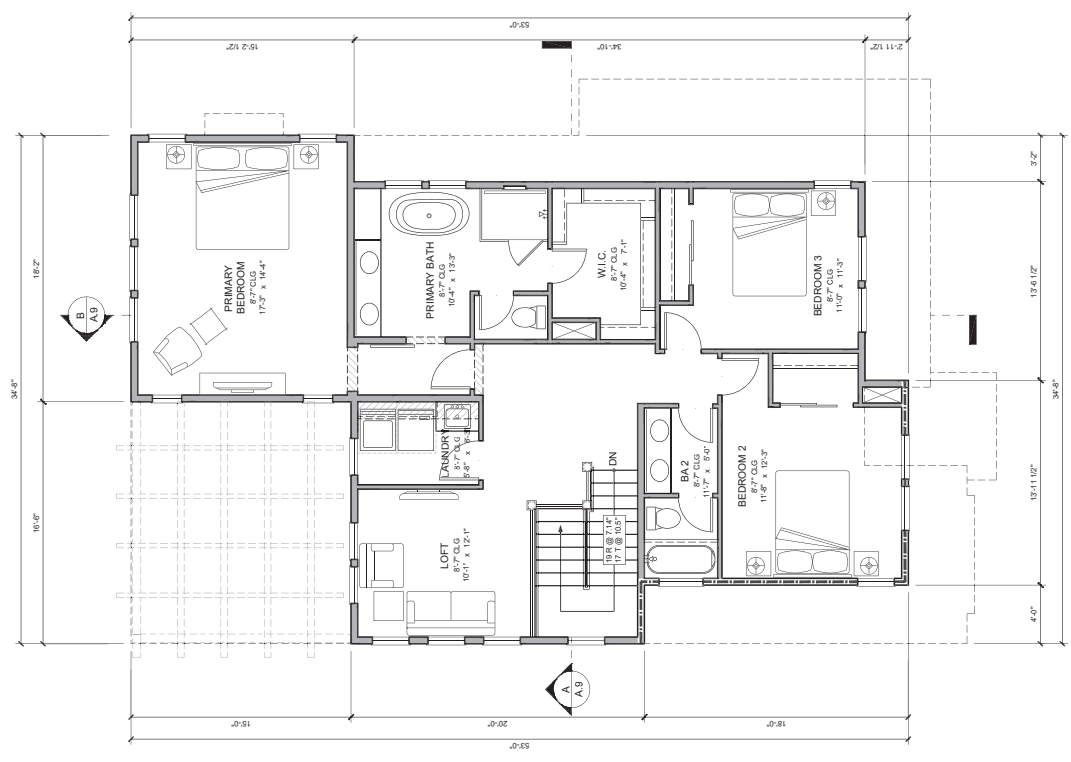 53'-0"
15'-2 1/2"
34'-10"
2'-11 1/2"
34'-8"
18'-2"
16'-6"
3'-2"
13'-6 1/2"
13'-11 1/2"
4'-0"
34'-8"
B
A.9
PRIMARY
BEDROOM
8'-7" CLG
17'-3" x 14'-4"
PRIMARY BATH
8'-7" CLG
10'-4" x 13'-3"
W.I.C.
8'-7" CLG
10'-4" x 7'-1"
BEDROOM 3
8'-7" CLG
11'-0" x 11'-3"
LAUNDRY
8'-7" CLG
5'-8" x 6'-3"
LOFT
8'-7" CLG
10'-1" x 12'-1"
DN
19 R @ 7.14"
17 T @ 10.5"
BA 2
8'-7" CLG
11'-7" x 5'-0"
BEDROOM 2
8'-7" CLG
11'-8" x 12'-3"
A
A.9
15'-0"
20'-0"
18'-0"
53'-0"